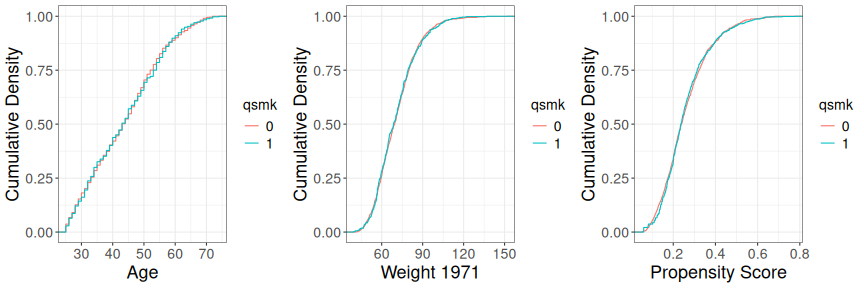 Cumulative Density
1.00
0.75
0.50
0.25
0.00
30 40 50 60 70
Age
qsmk
0
1
Cumulative Density
1.00
0.75
0.50
0.25
0.00
60 90 120 150
Weight 1971
qsmk
0
1
Cumulative Density
1.00
0.75
0.50
0.25
0.00
0.2 0.4 0.6 0.8
Propensity Score
qsmk
0
1